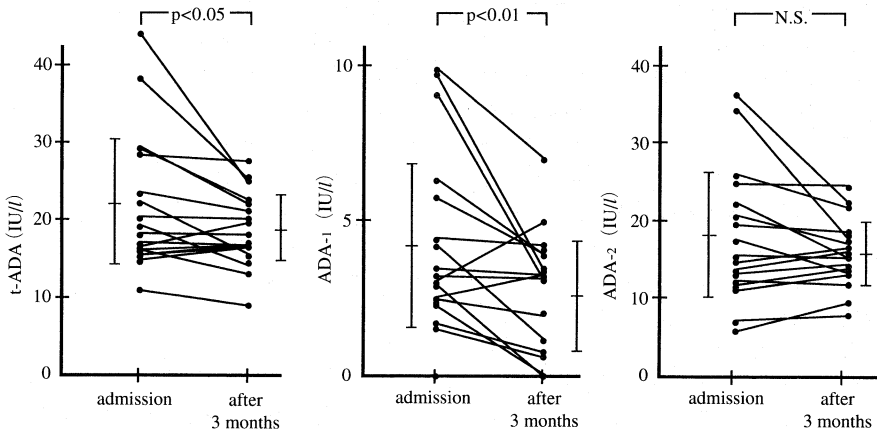 p<0.05
p<0.01
N.S.
40
30
20
10
0
t-ADA (IU/l)
admission
after
3 months
10
5
0
ADA-1 (IU/l)
admission
after
3 months
40
30
20
10
0
ADA-2 (IU/l)
admission
after
3 months